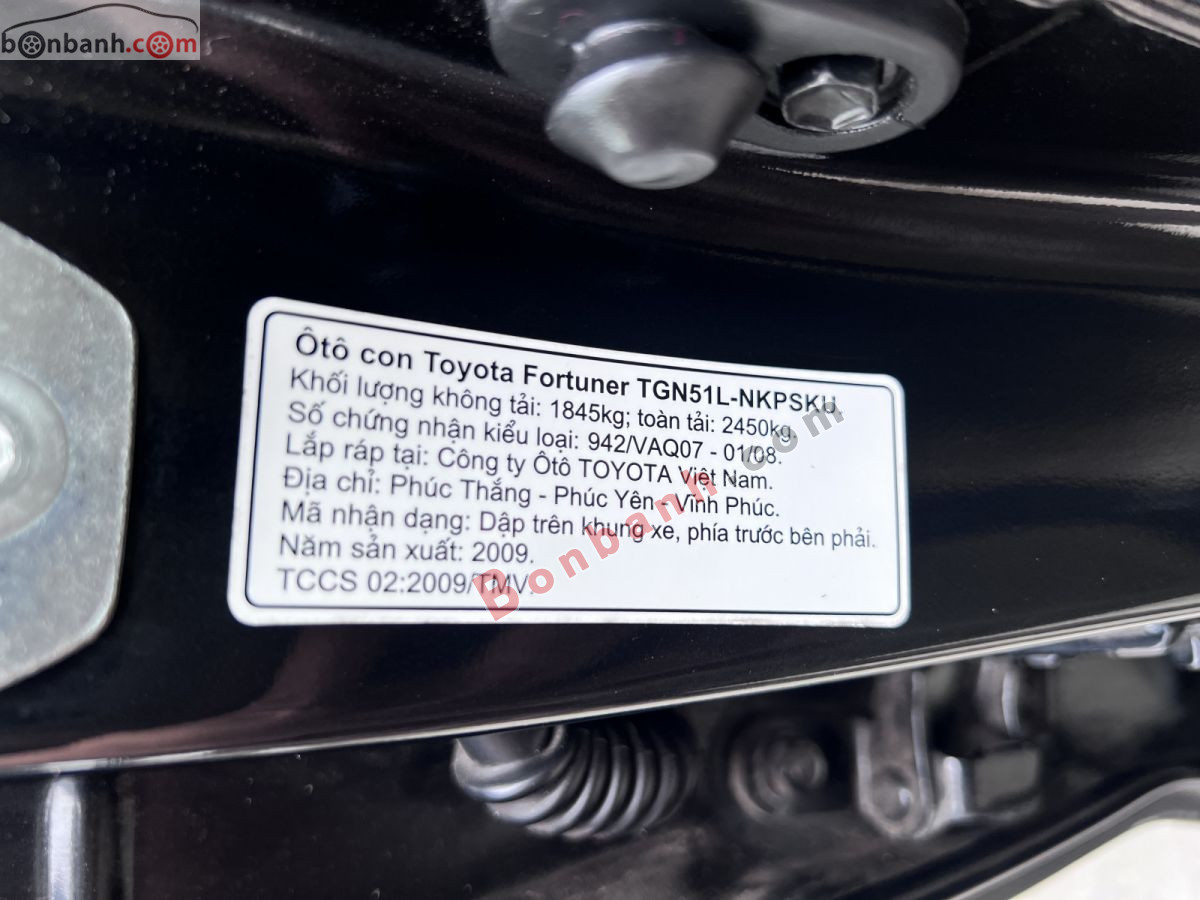 bonbanh.com
Ôtô con Toyota Fortuner TGN51L-NKPSKU
Khối lượng không tải: 1845kg; toàn tải: 2450kg.
Số chứng nhận kiểu loại: 942/VAQ07 - 01/08.
Lắp ráp tại: Công ty Ôtô TOYOTA Việt Nam.
Địa chỉ: Phúc Thắng - Phúc Yên - Vĩnh Phúc.
Mã nhận dạng: Dập trên khung xe, phía trước bên phải.
Năm sản xuất: 2009.
TCCS 02:2009/TMV.
Bonbanh.com